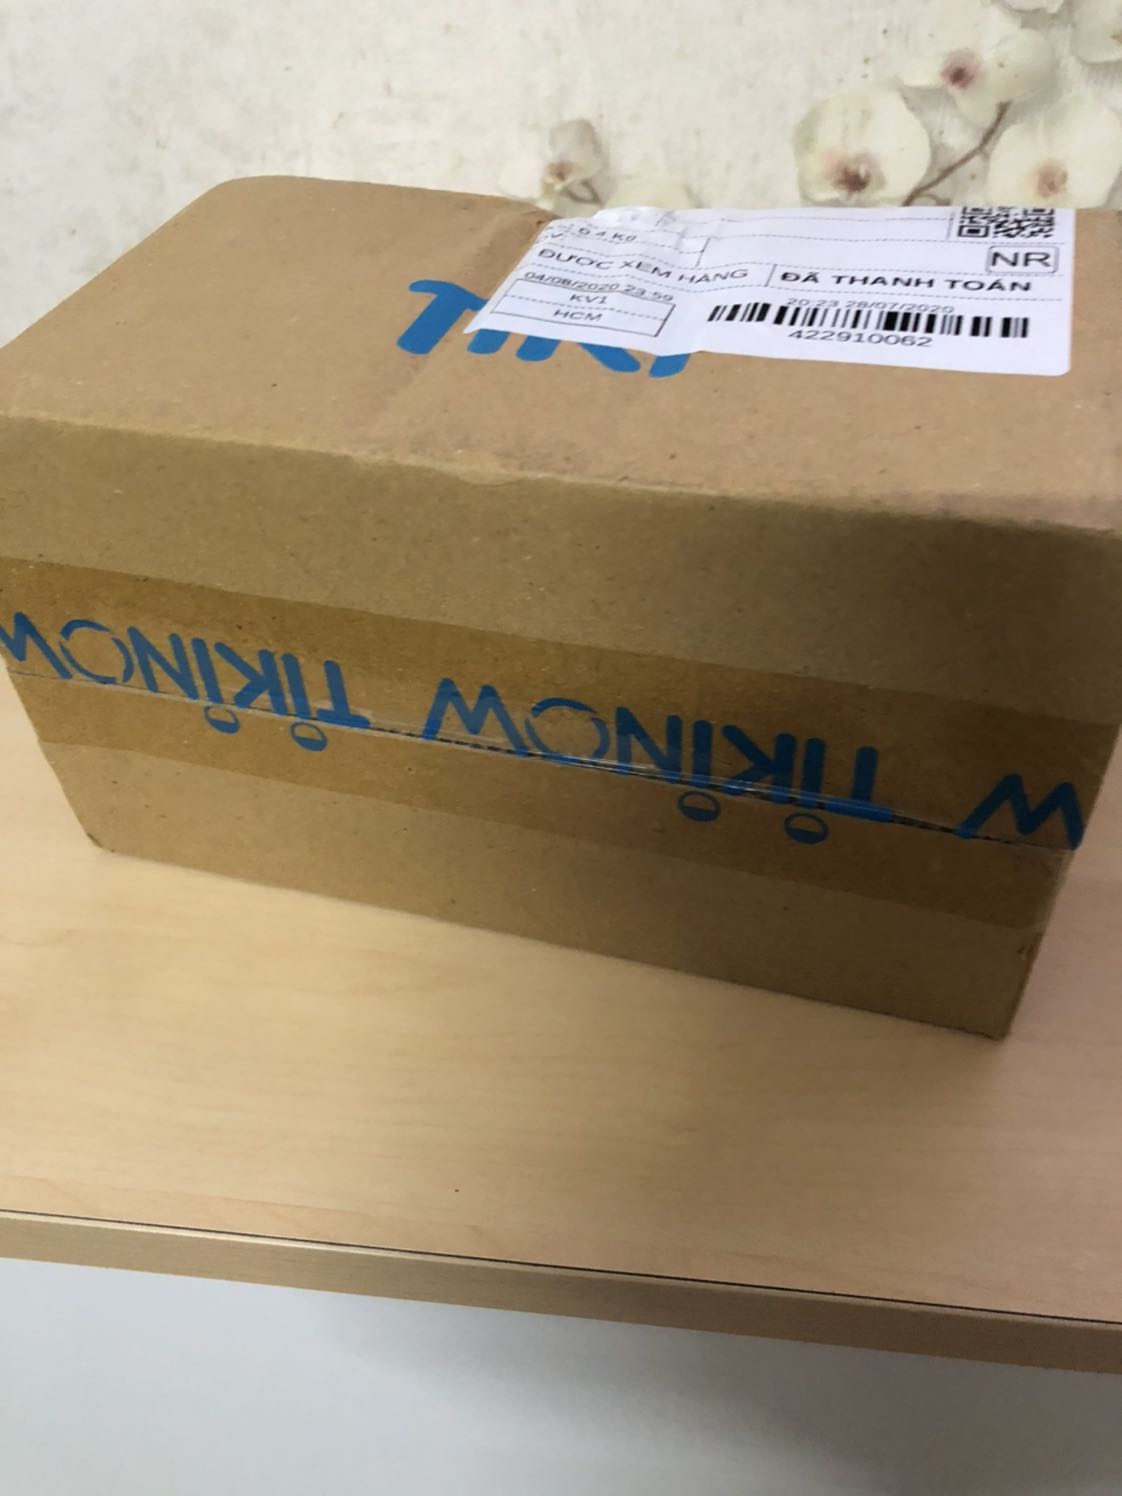 0.4 Kg
NR
ĐƯỢC XEM HÀNG
ĐÃ THANH TOÁN
04/08/2020 23:59
20:23 28/07/2020
KV1
HCM
422910062
TIKI
TIKINOW TIKINOW W